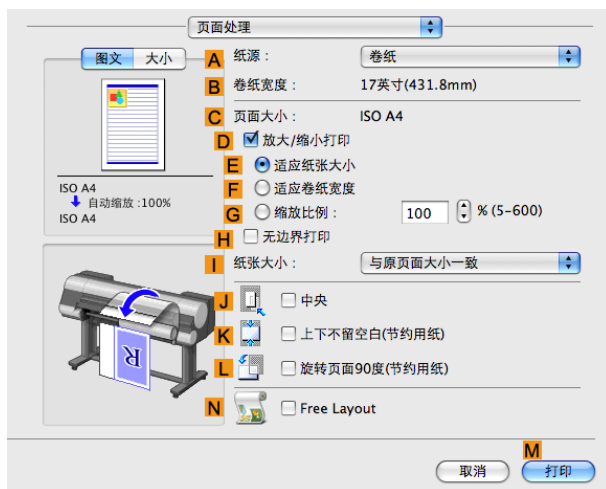 页面处理
图文 大小
A 纸源： 卷纸
B 卷纸宽度： 17英寸(431.8mm)
C 页面大小： ISO A4
D 放大/缩小打印
E 适应纸张大小
F 适应卷纸宽度
G 缩放比例： 100 % (5-600)
H 无边界打印
ISO A4
自动缩放 :100%
ISO A4
I 纸张大小： 与原页面大小一致
J 中央
K 上下不留空白(节约用纸)
L 旋转页面90度(节约用纸)
R
N Free Layout
M
取消 打印